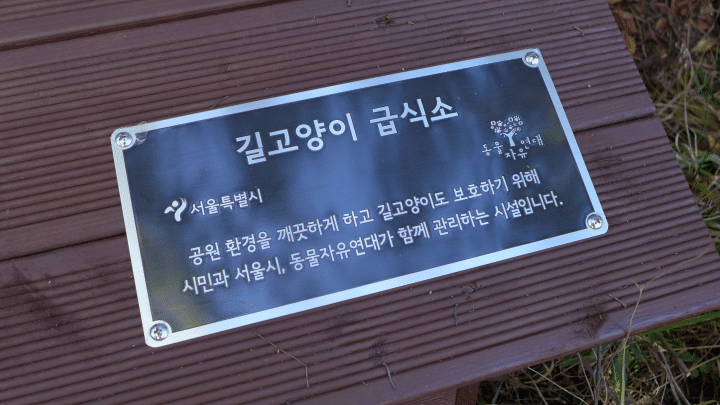 길고양이 급식소
동물자유연대
서울특별시
공원 환경을 깨끗하게 하고 길고양이도 보호하기 위해
시민과 서울시, 동물자유연대가 함께 관리하는 시설입니다.